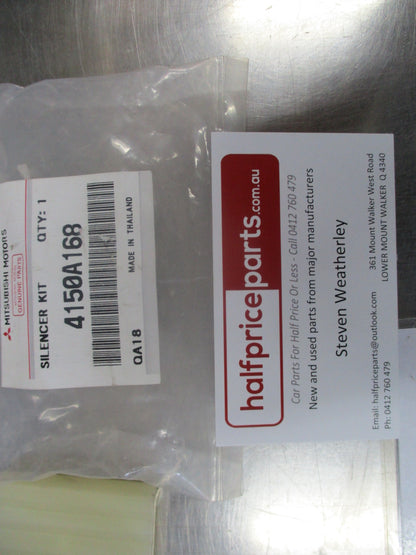 MITSUBISHI MOTORS
GENUINE PARTS
SILENCER KIT QTY: 1
4150A168
MADE IN THAILAND
QA18
halfpriceparts.com.au
Car Parts For Half Price Or Less - Call 0412 760 479
New and used parts from major manufacturers
Steven Weatherley
361 Mount Walker West Road
LOWER MOUNT WALKER Q 4340
Email: halfpriceparts@outlook.com
Ph: 0412 760 479